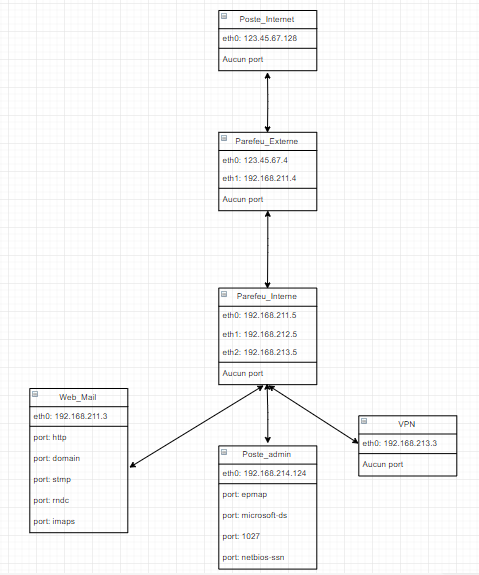 Poste_Internet
eth0: 123.45.67.128
Aucun port
Parefeu_Externe
eth0: 123.45.67.4
eth1: 192.168.211.4
Aucun port
Parefeu_Interne
eth0: 192.168.211.5
eth1: 192.168.212.5
eth2: 192.168.213.5
Aucun port
Web_Mail
eth0: 192.168.211.3
port: http
port: domain
port: stmp
port: rndc
port: imaps
Poste_admin
eth0: 192.168.214.124
port: epmap
port: microsoft-ds
port: 1027
port: netbios-ssn
VPN
eth0: 192.168.213.3
Aucun port